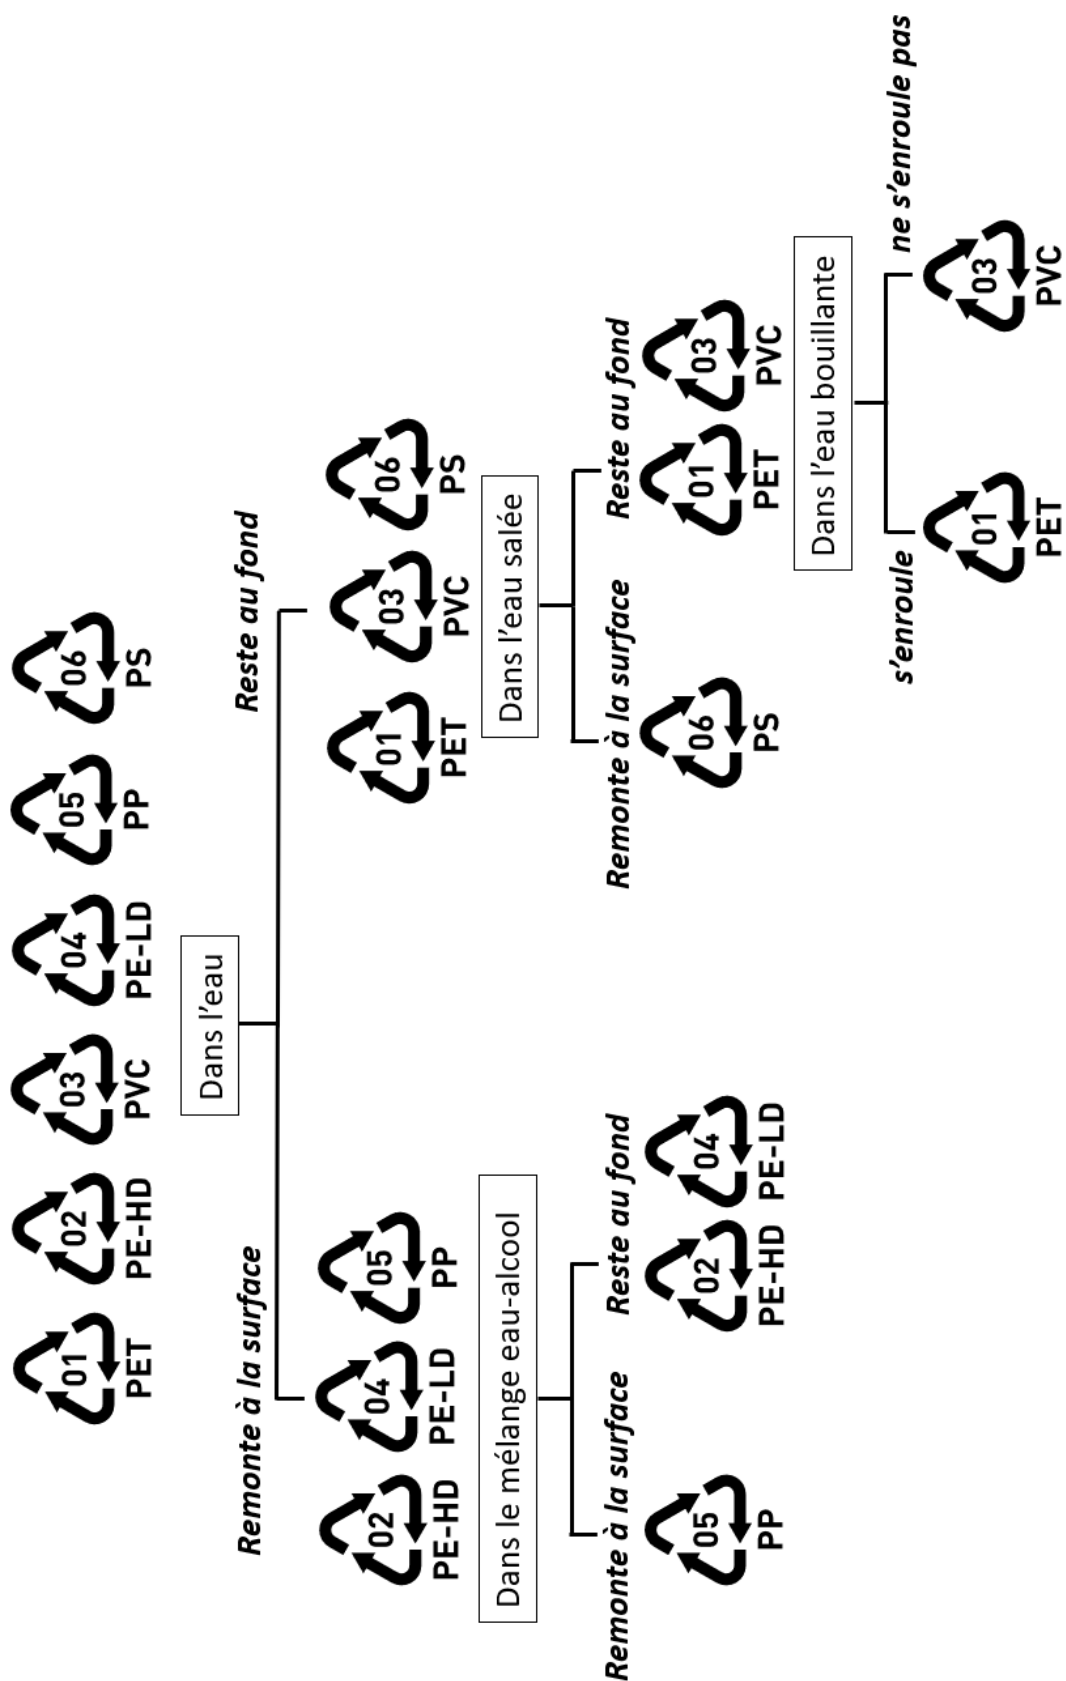 01 02 03 04 05 06
PET PE-HD PVC PE-LD PP PS
Dans l'eau
Remonte à la surface Reste au fond
02 04 05 01 03 06
PE-HD PE-LD PP PET PVC PS
Dans le mélange eau-alcool Dans l'eau salée
Remonte à la surface Reste au fond Remonte à la surface Reste au fond
05 02 04 06 01 03
PP PE-HD PE-LD PS PET PVC
Dans l'eau bouillante
s'enroule ne s'enroule pas
01 03
PET PVC